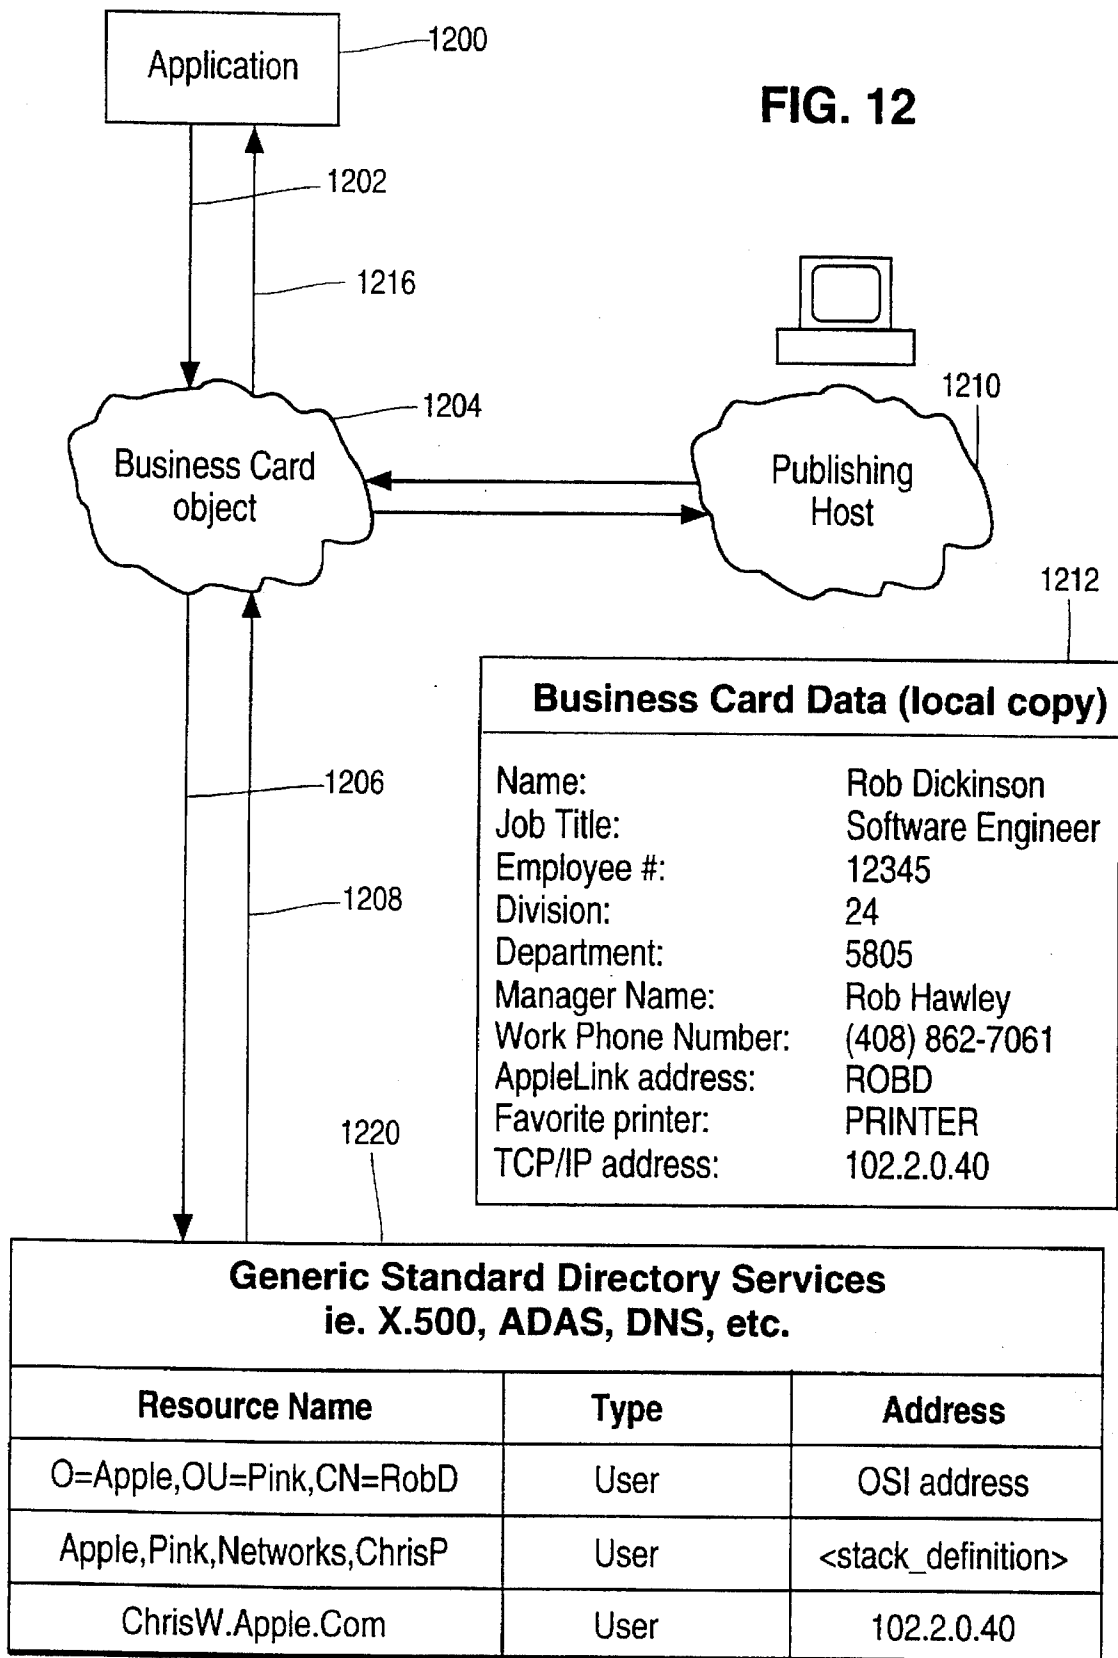 Application
1200
FIG. 12
1202
1216
1204
Business Card
object
1210
Publishing
Host
1212
Business Card Data (local copy)
Name: Rob Dickinson
Job Title: Software Engineer
Employee #: 12345
Division: 24
Department: 5805
Manager Name: Rob Hawley
Work Phone Number: (408) 862-7061
AppleLink address: ROBD
Favorite printer: PRINTER
TCP/IP address: 102.2.0.40
1206
1208
1220
Generic Standard Directory Services
ie. X.500, ADAS, DNS, etc.
Resource Name Type Address
O=Apple,OU=Pink,CN=RobD User OSI address
Apple,Pink,Networks,ChrisP User <stack_definition>
ChrisW.Apple.Com User 102.2.0.40